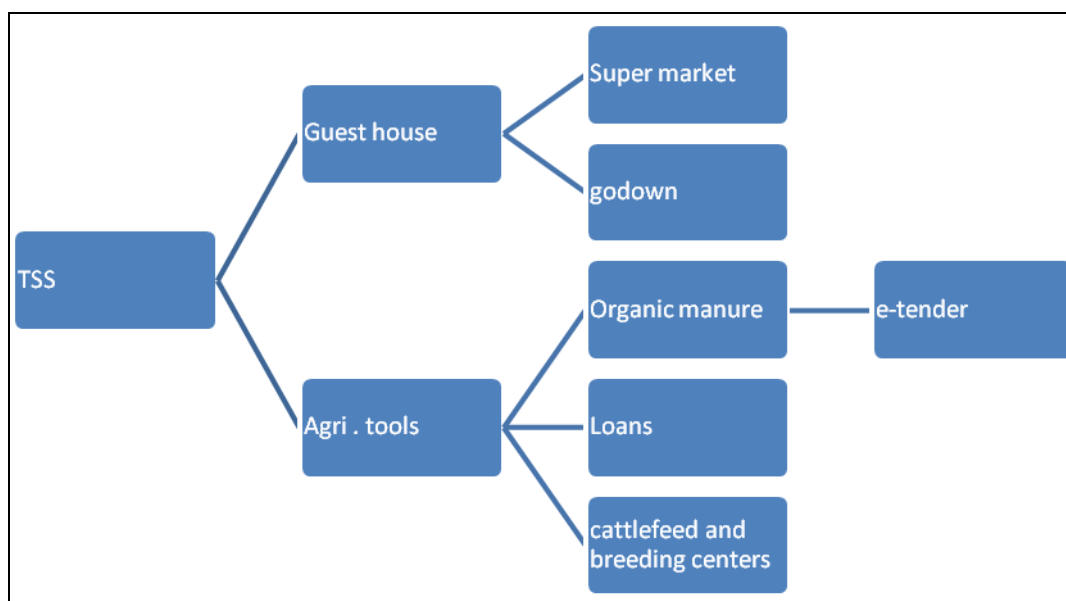 TSS
Guest house
Super market
godown
Agri . tools
Organic manure
e-tender
Loans
cattlefeed and
breeding centers